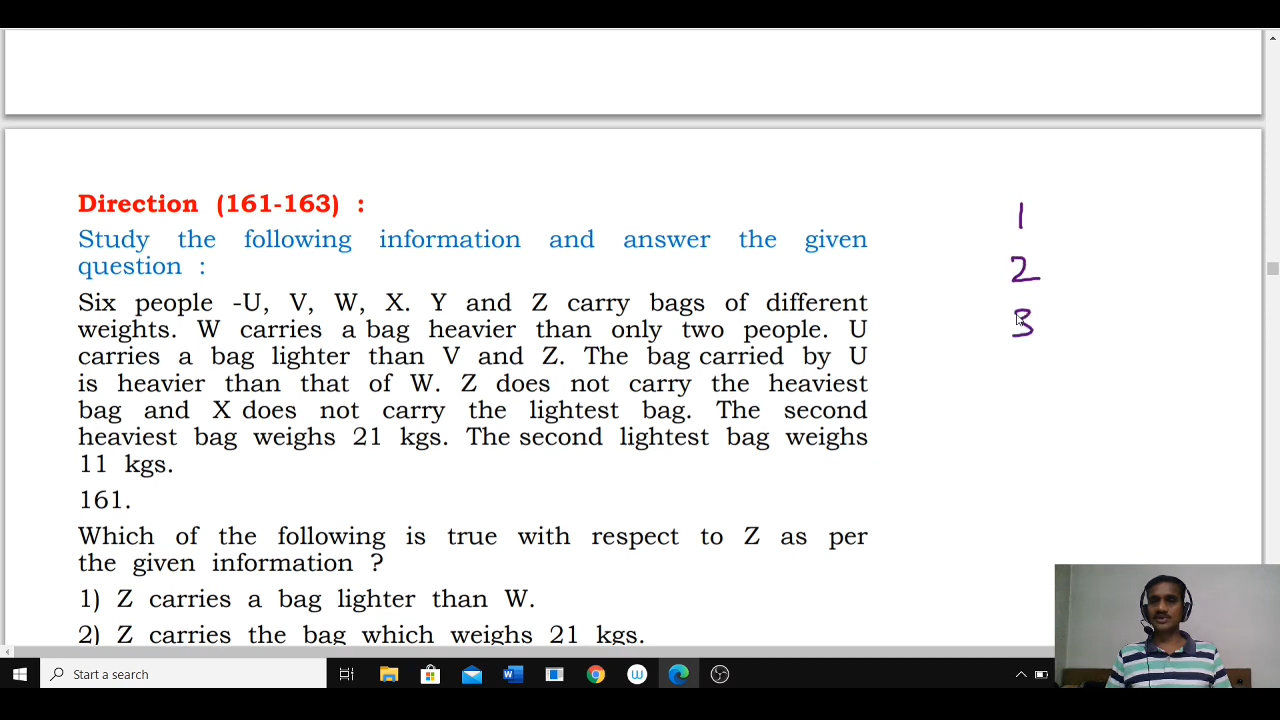 Direction (161-163) :
1
Study the following information and answer the given
question :
2
Six people -U, V, W, X. Y and Z carry bags of different
3
weights. W carries a bag heavier than only two people. U
carries a bag lighter than V and Z. The bag carried by U
is heavier than that of W. Z does not carry the heaviest
bag and X does not carry the lightest bag. The second
heaviest bag weighs 21 kgs. The second lightest bag weighs
11 kgs.
161.
Which of the following is true with respect to Z as per
the given information ?
1) Z carries a bag lighter than W.
2) Z carries the bag which weighs 21 kgs.
Start a search